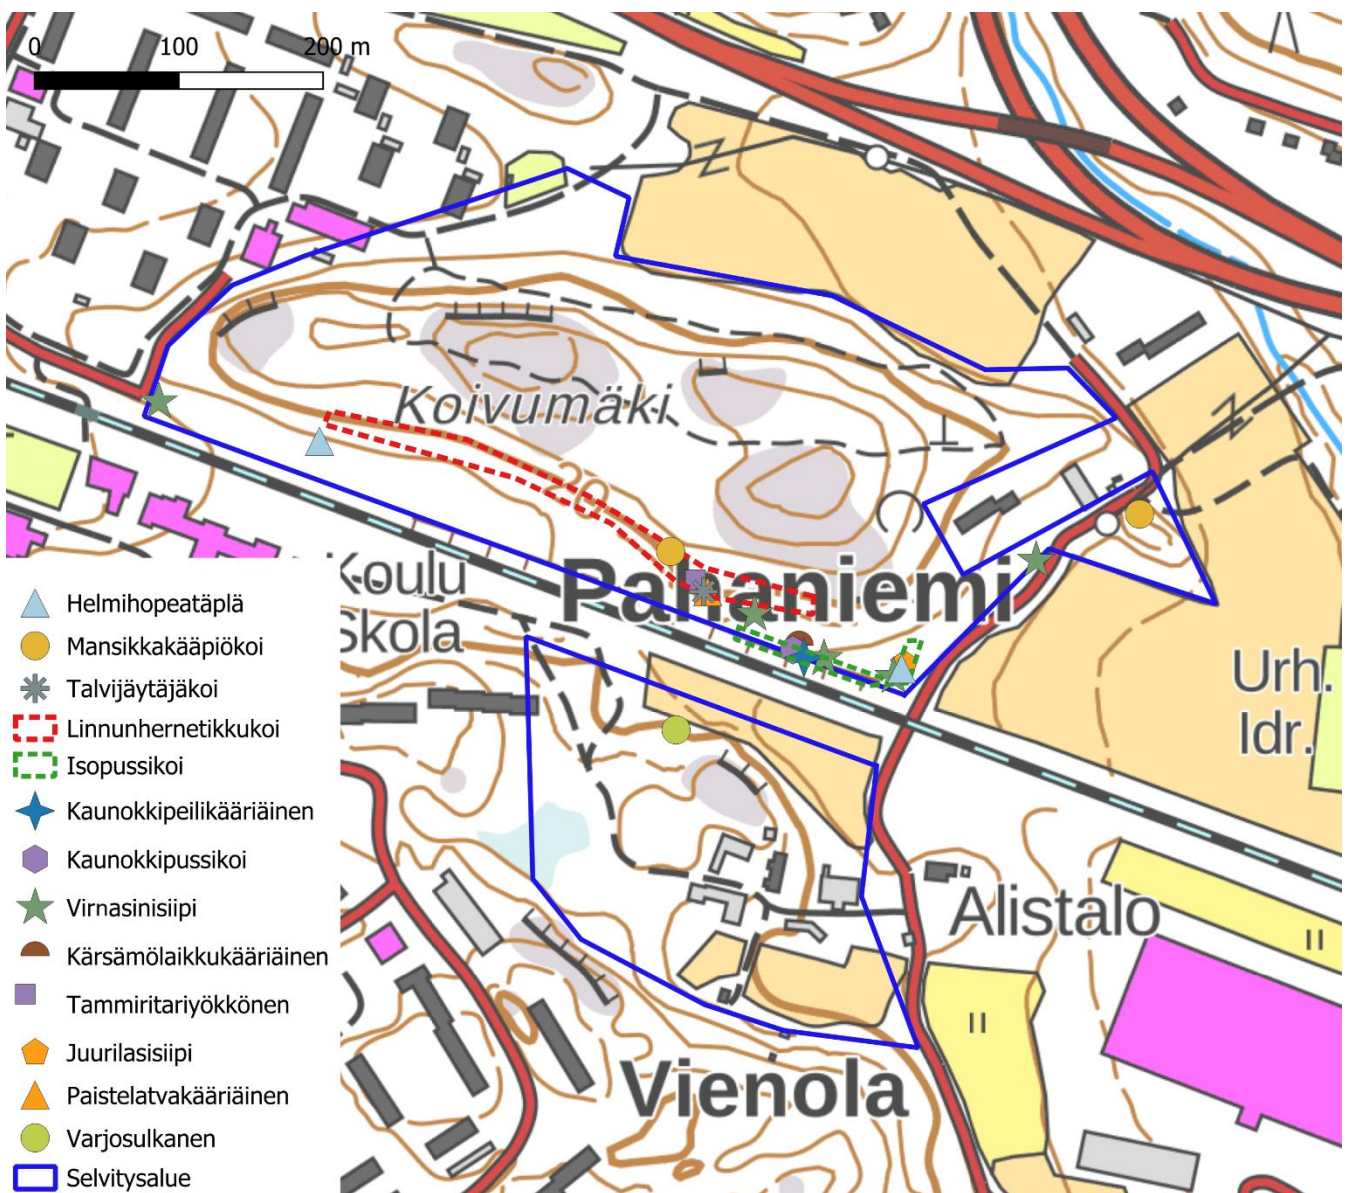 0 100 200 m
Koivumäki
20
Koulu
Skola
Pahaniemi
Urh.
Idr.
Alistalo
II
II
Vienola
Helmihopeatäplä
Mansikkakääpiökoi
Talvijäytäjäkoi
Linnunhernetikkukoi
Isopussikoi
Kaunokkipeilikääriäinen
Kaunokkipussikoi
Virnasinisiipi
Kärsämölaikkukääriäinen
Tammiritariyökkönen
Juurilasisiipi
Paistelatvakääriäinen
Varjosulkanen
Selvitysalue